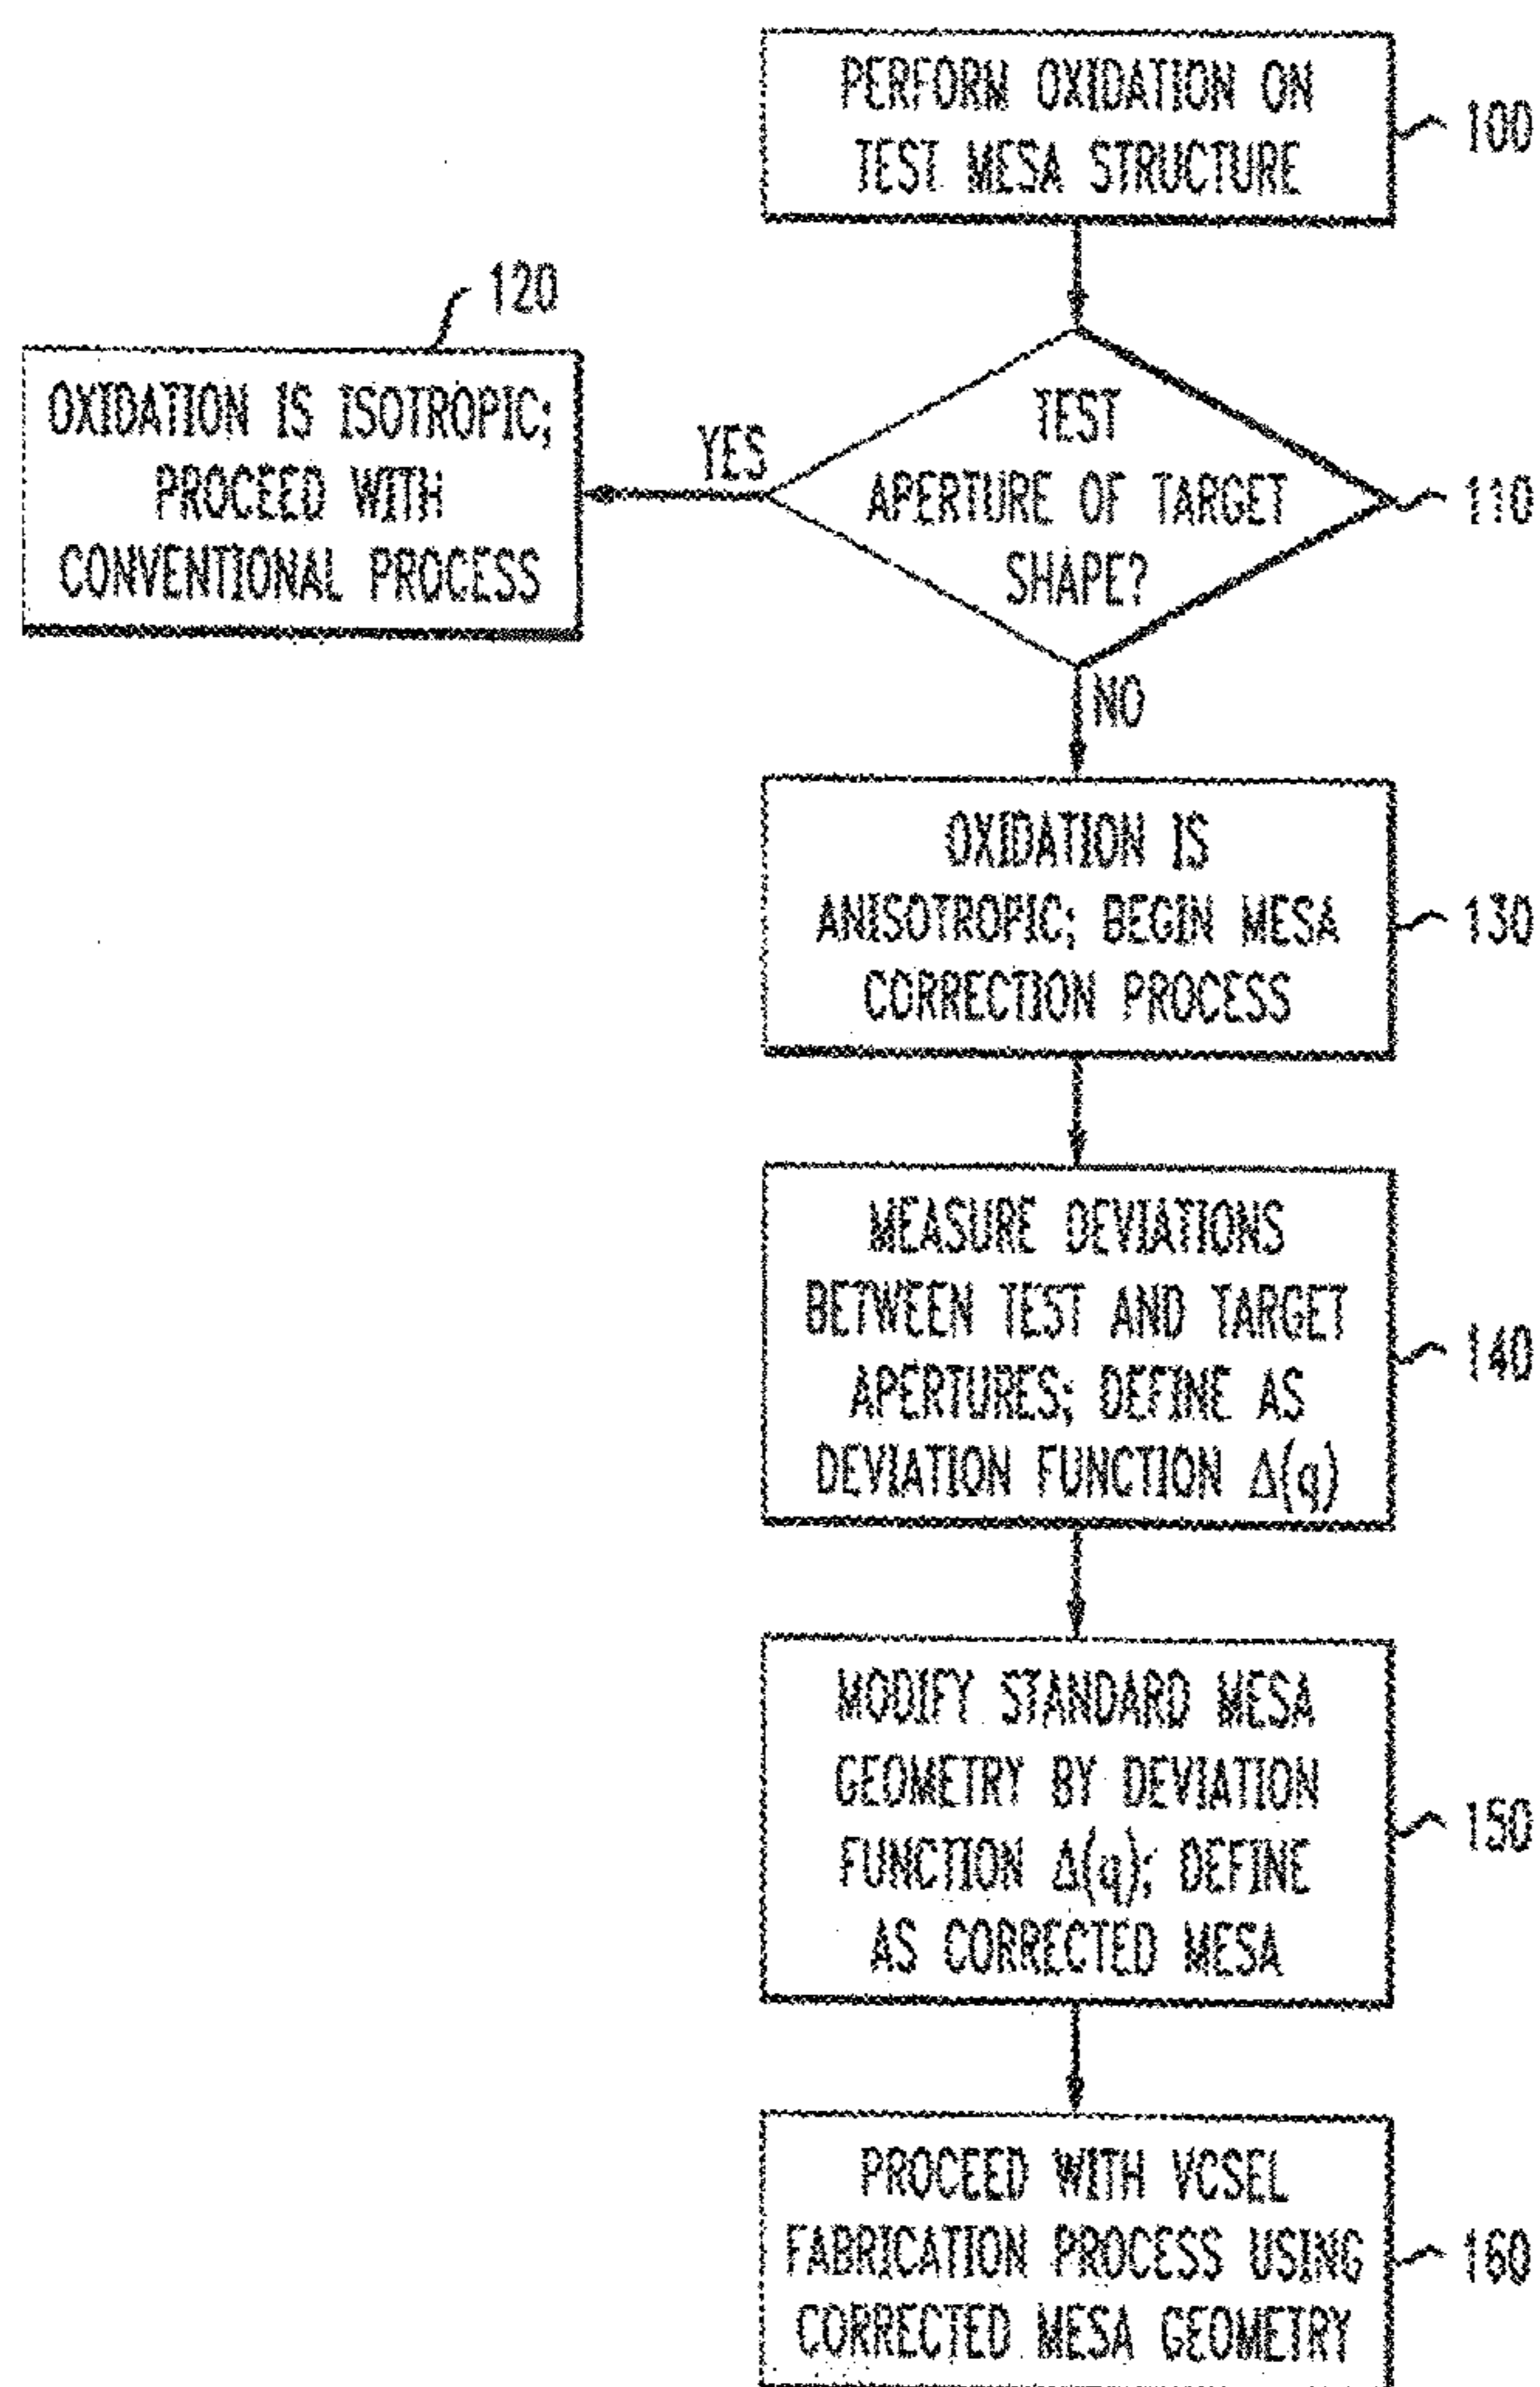 PERFORM OXIDATION ON
TEST MESA STRUCTURE
100
120
OXIDATION IS ISOTROPIC;
PROCEED WITH
CONVENTIONAL PROCESS
YES
TEST
APERTURE OF TARGET
SHAPE?
110
NO
OXIDATION IS
ANISOTROPIC; BEGIN MESA
CORRECTION PROCESS
130
MEASURE DEVIATIONS
BETWEEN TEST AND TARGET
APERTURES; DEFINE AS
DEVIATION FUNCTION Δ(q)
140
MODIFY STANDARD MESA
GEOMETRY BY DEVIATION
FUNCTION Δ(q); DEFINE
AS CORRECTED MESA
150
PROCEED WITH VCSEL
FABRICATION PROCESS USING
CORRECTED MESA GEOMETRY
160